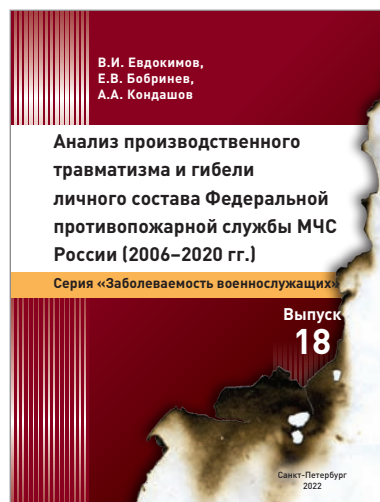 В.И. Евдокимов,
Е.В. Бобринев,
А.А. Кондашов
Анализ производственного
травматизма и гибели
личного состава Федеральной
противопожарной службы МЧС
России (2006–2020 гг.)
Серия «Заболеваемость военнослужащих»
Выпуск
18
Санкт-Петербург
2022